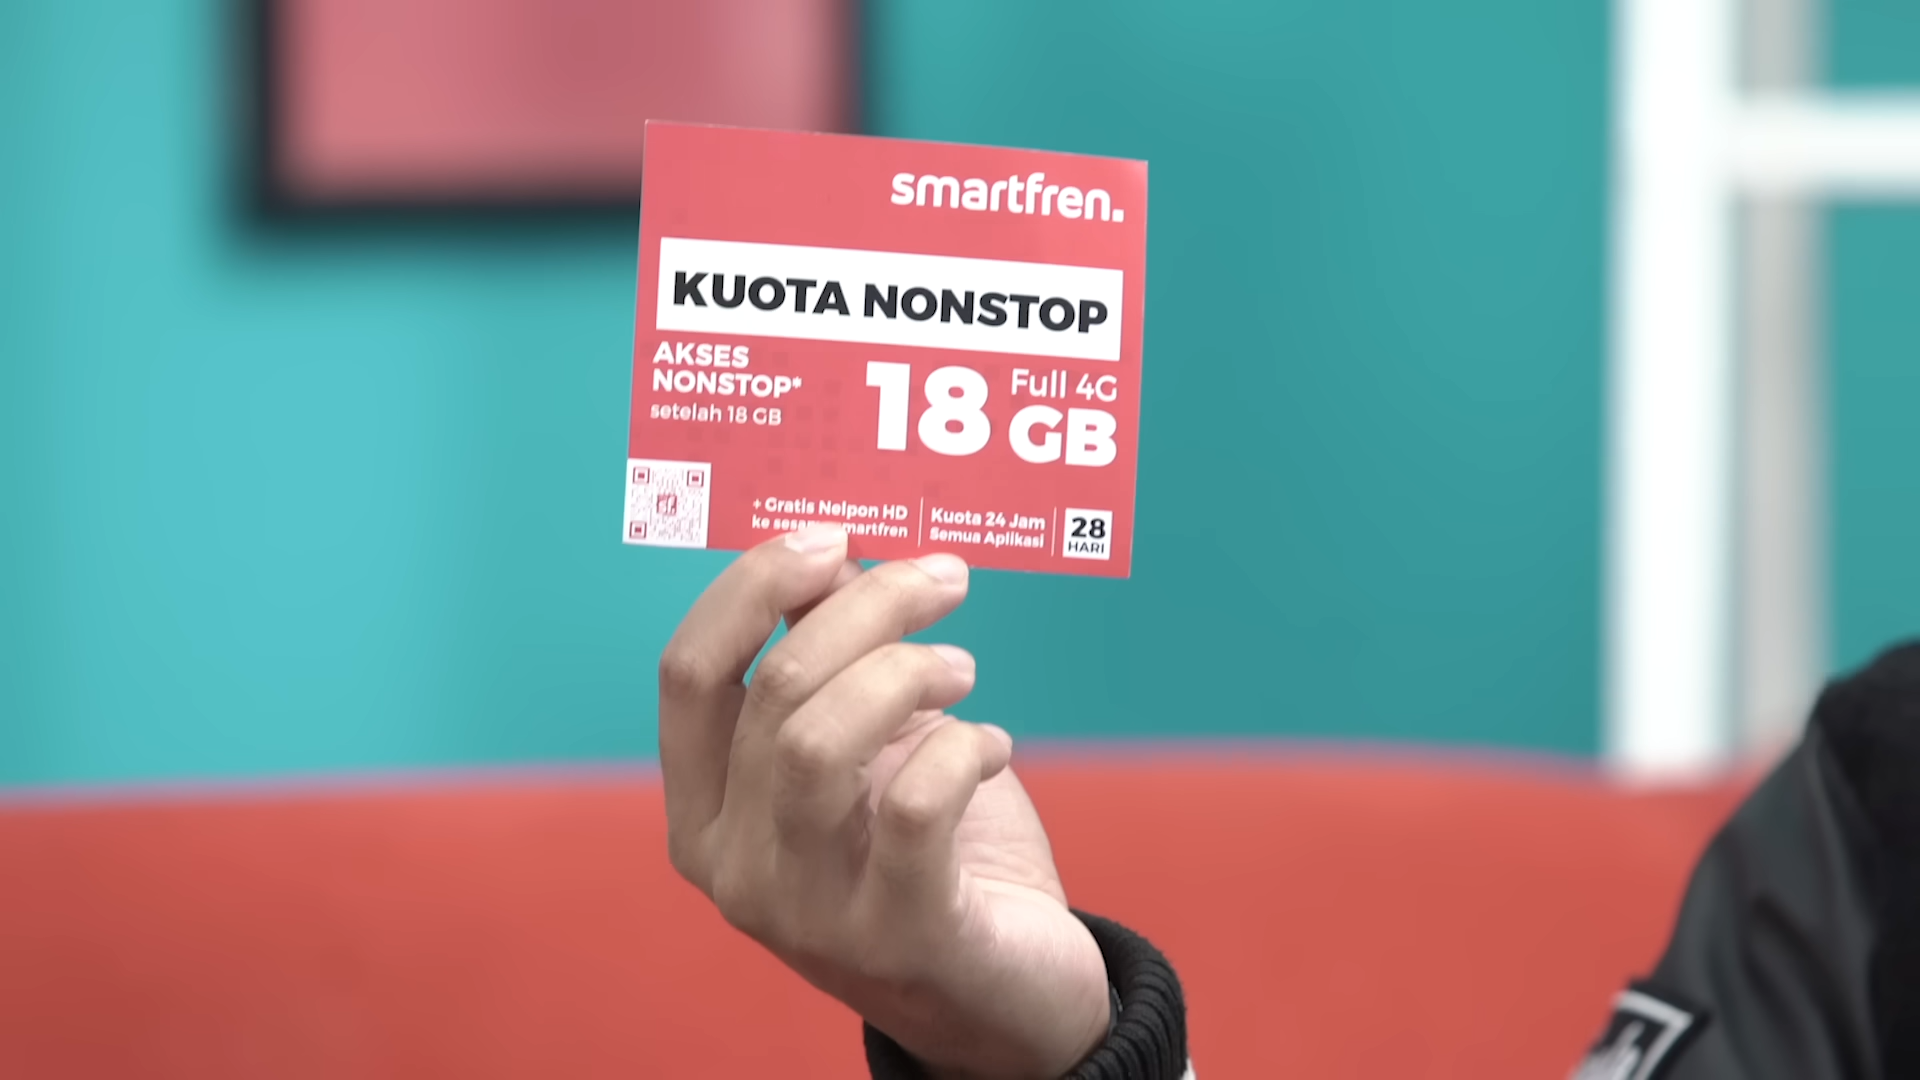 smartfren.
KUOTA NONSTOP
AKSES
NONSTOP*
setelah 18 GB
18 Full 4G
GB
+ Gratis Nelpon HD
ke smartfren
Kuota 24 Jam
Semua Aplikasi
28
HARI